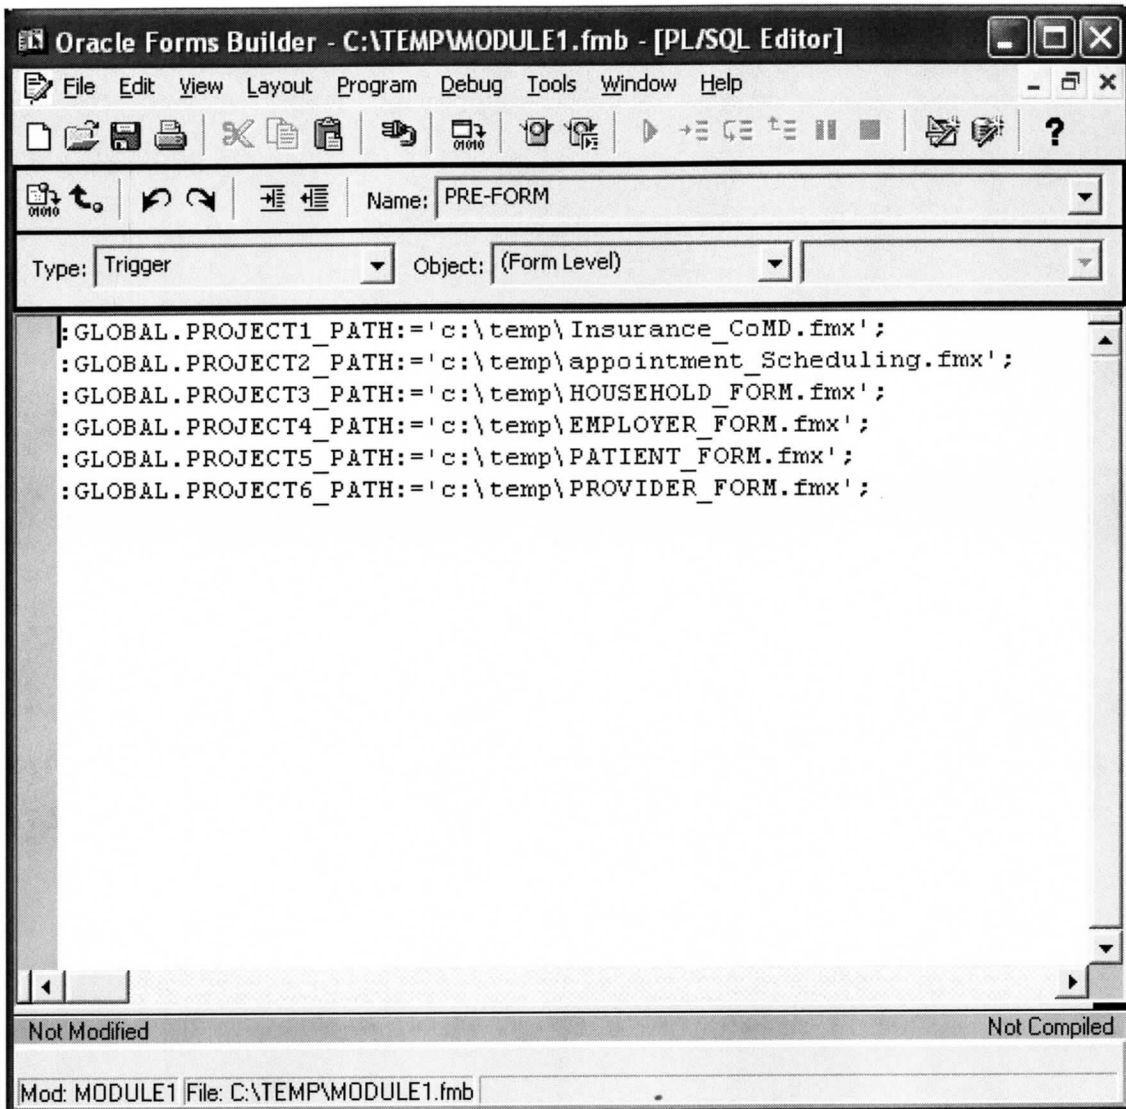 Oracle Forms Builder - C:\TEMP\MODULE1.fmb - [PL/SQL Editor]
File Edit View Layout Program Debug Tools Window Help
Name: PRE-FORM
Type: Trigger Object: (Form Level)
:GLOBAL.PROJECT1_PATH:='c:\temp\Insurance_CoMD.fmx';
:GLOBAL.PROJECT2_PATH:='c:\temp\appointment_Scheduling.fmx';
:GLOBAL.PROJECT3_PATH:='c:\temp\HOUSEHOLD_FORM.fmx';
:GLOBAL.PROJECT4_PATH:='c:\temp\EMPLOYER_FORM.fmx';
:GLOBAL.PROJECT5_PATH:='c:\temp\PATIENT_FORM.fmx';
:GLOBAL.PROJECT6_PATH:='c:\temp\PROVIDER_FORM.fmx';
Not Modified Not Compiled
Mod: MODULE1 File: C:\TEMP\MODULE1.fmb